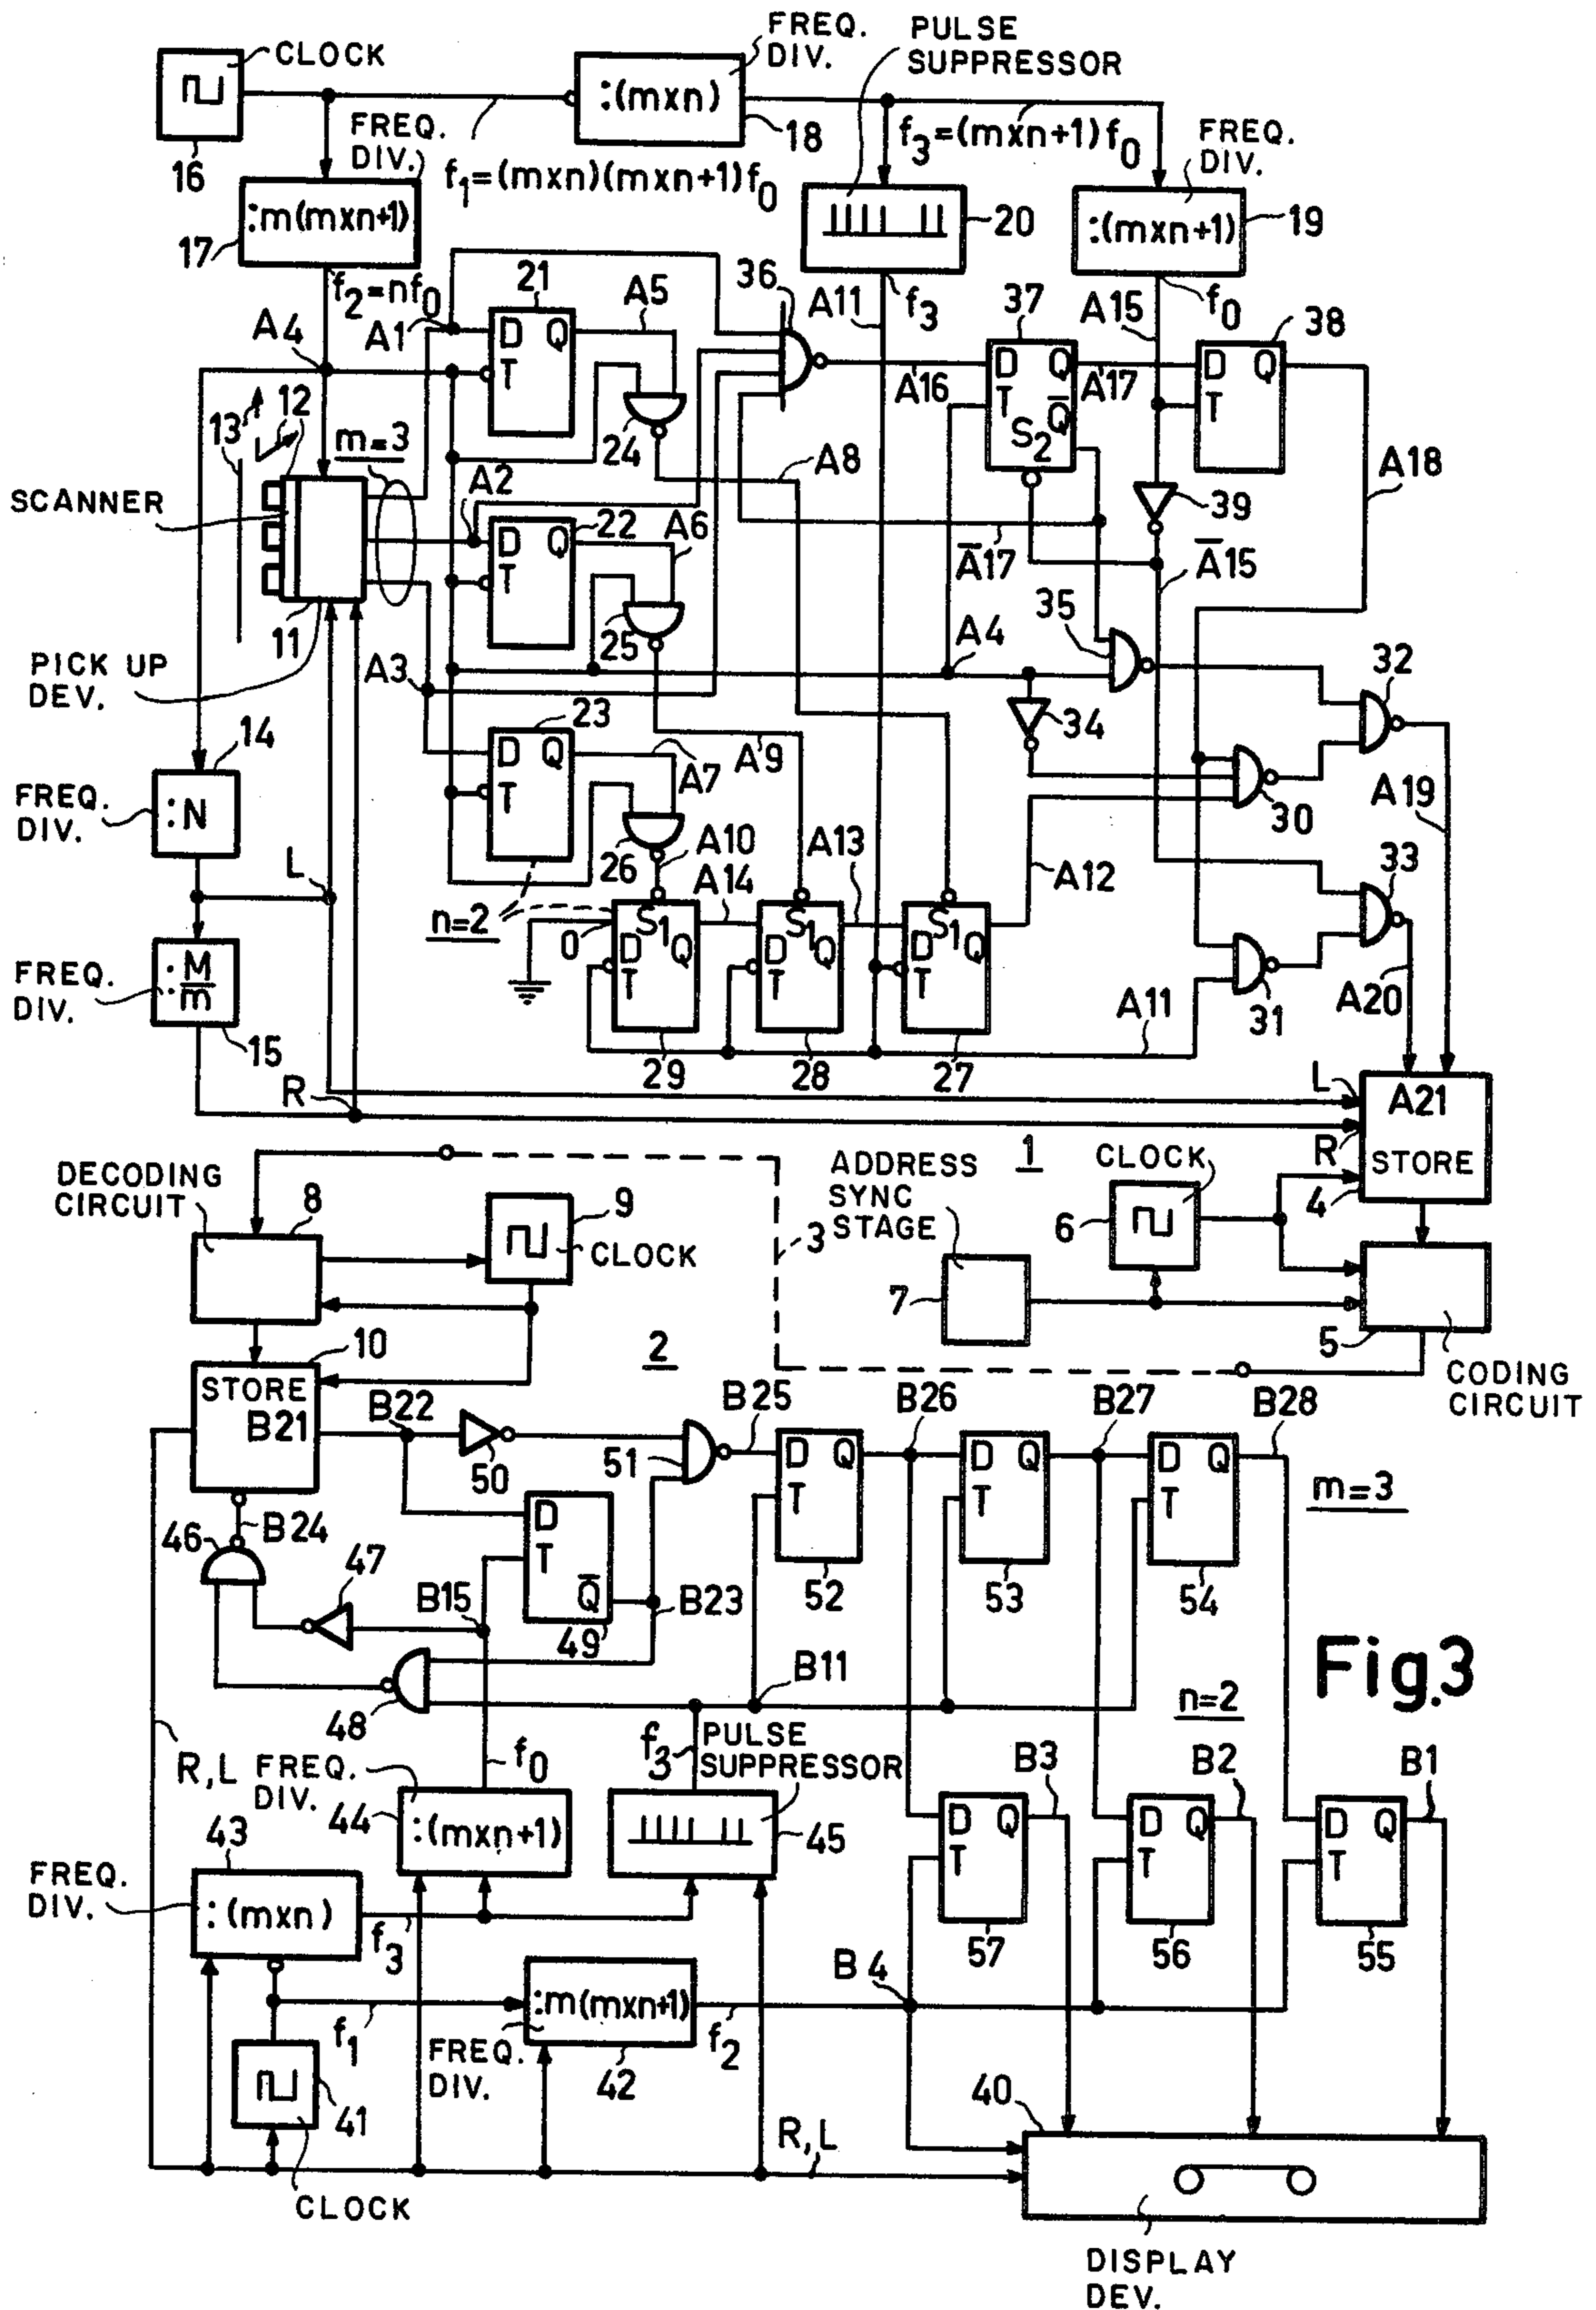 CLOCK
16
FREQ.
DIV.
:(mxn)
18
PULSE
SUPPRESSOR
FREQ.
DIV.
:m(mxn+1)
17
f1=(mxn)(mxn+1)f0
f3=(mxn+1)f0
20
FREQ.
DIV.
:(mxn+1)
19
f2=nf0
A4
A1
21
D Q
T
A5
24
36
A11
f3
A15
f0
37
D Q
T Q̅
S2
A16
A17
38
D Q
T
13
12
m=3
SCANNER
11
PICK UP
DEV.
A2
22
D Q
T
A6
25
A8
A̅17
39
A̅15
A18
A3
A4
35
34
32
23
D Q
T
A7
26
A9
A10
A14
A13
A12
30
A19
33
14
FREQ.
DIV.
:N
L
n=2
0
S1
D Q
T
S1
D Q
T
S1
D Q
T
FREQ.
DIV.
:M/m
15
29
28
27
A11
31
A20
R
L
R
A21
STORE
4
DECODING
CIRCUIT
8
9
CLOCK
3
1
ADDRESS
SYNC
STAGE
7
CLOCK
6
5
CODING
CIRCUIT
10
STORE
B21
2
B22
50
51
B25
D Q
T
52
B26
D Q
T
53
B27
D Q
T
54
B28
m=3
46
B24
47
B15
D
T
Q̅
49
B23
48
B11
Fig.3
n=2
R,L
FREQ.
DIV.
44
:(mxn+1)
f0
f3
PULSE
SUPPRESSOR
45
B3
D Q
T
57
B2
D Q
T
56
B1
D Q
T
55
43
FREQ.
DIV.
:(mxn)
f3
f1
:m(mxn+1)
FREQ.
DIV.
42
f2
B4
41
CLOCK
R,L
40
DISPLAY
DEV.